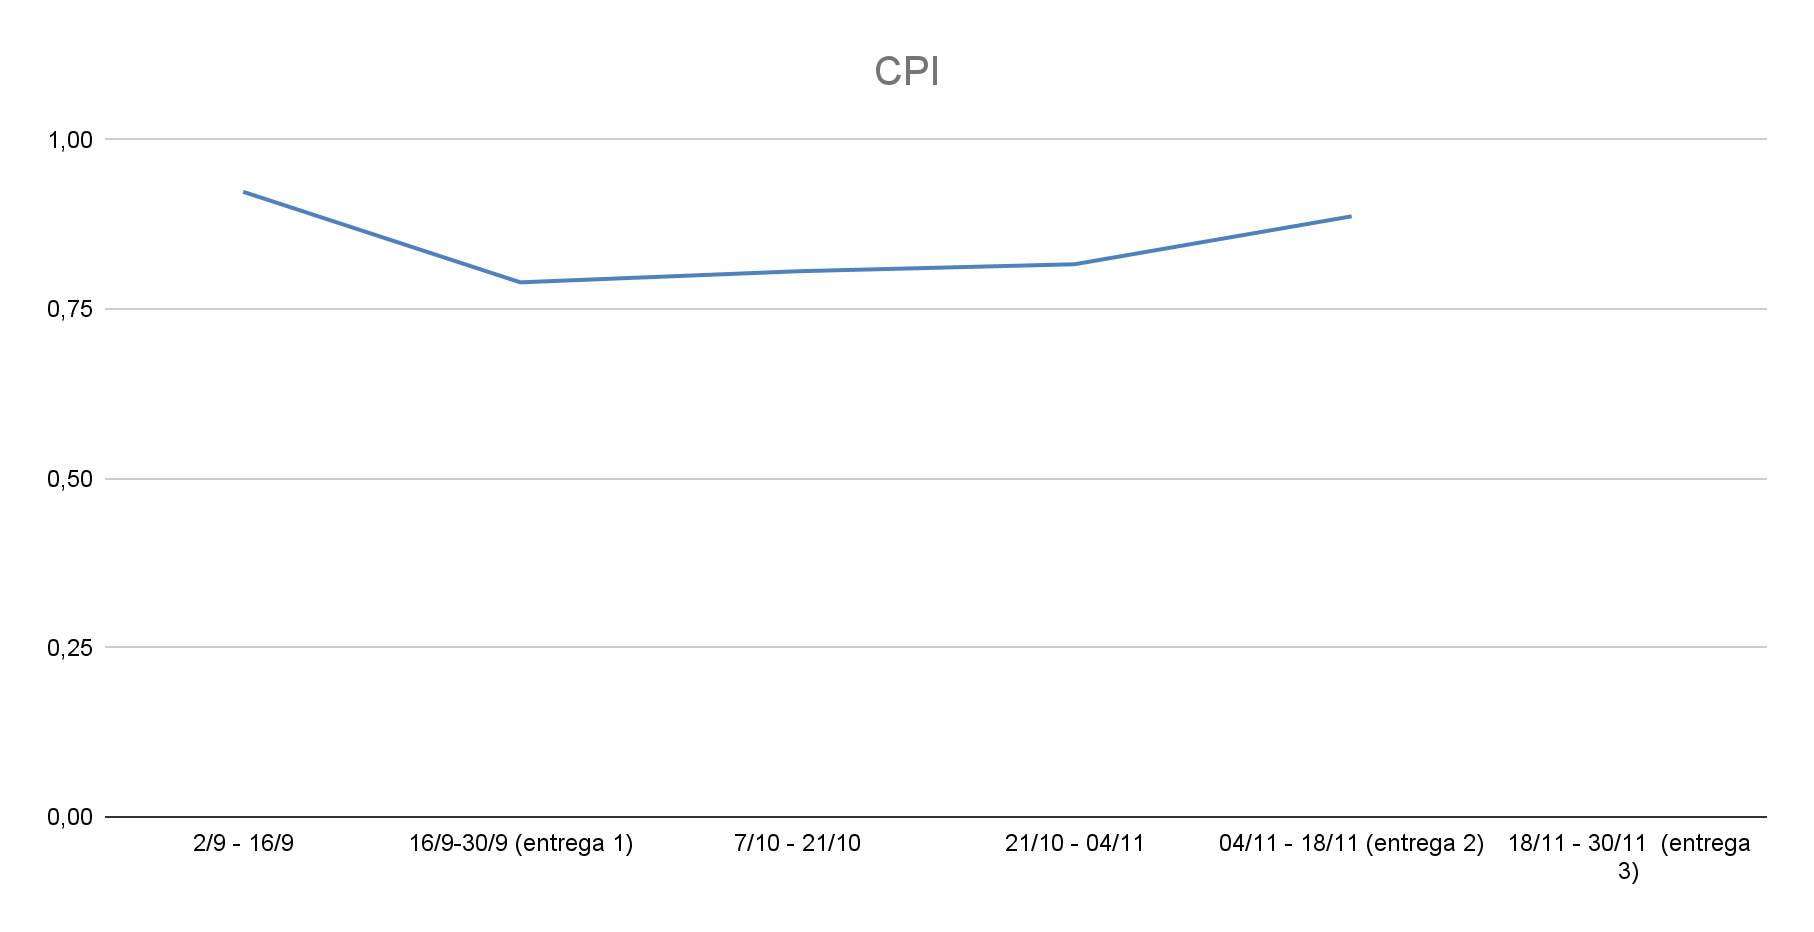 CPI
1,00
0,75
0,50
0,25
0,00
2/9 - 16/9
16/9-30/9 (entrega 1)
7/10 - 21/10
21/10 - 04/11
04/11 - 18/11 (entrega 2)
18/11 - 30/11  (entrega
3)